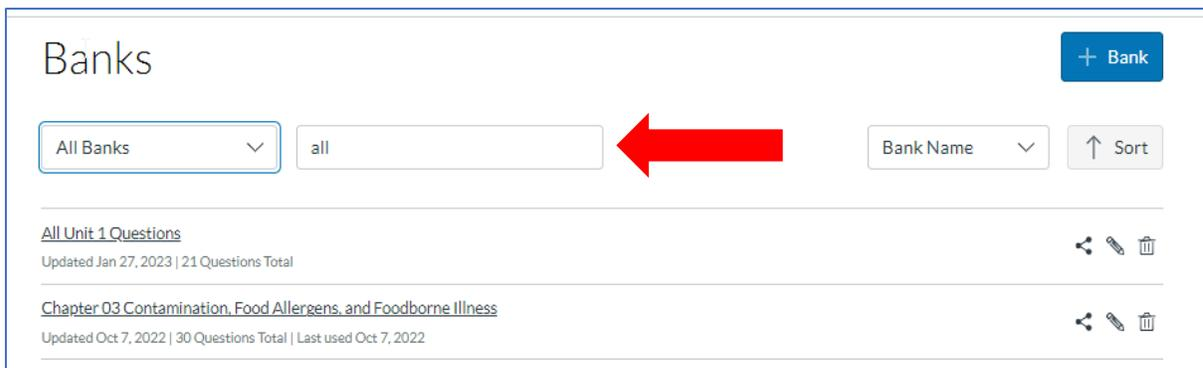 Banks
+ Bank
All Banks
all
Bank Name
Sort
All Unit 1 Questions
Updated Jan 27, 2023 | 21 Questions Total
Chapter 03 Contamination, Food Allergens, and Foodborne Illness
Updated Oct 7, 2022 | 30 Questions Total | Last used Oct 7, 2022